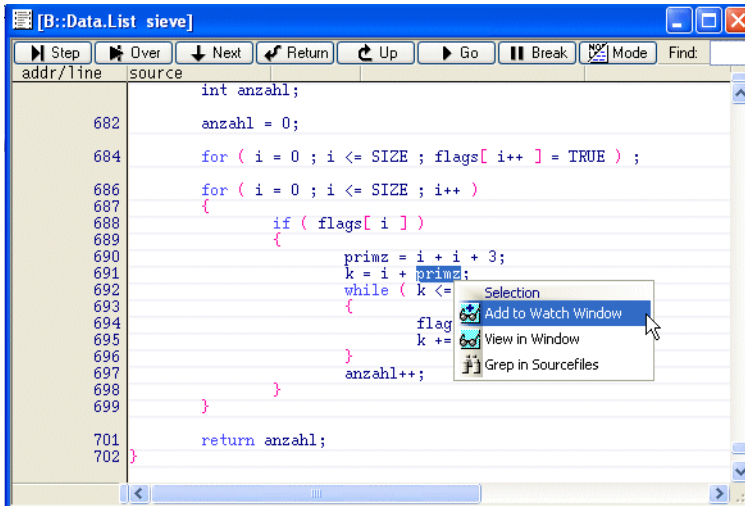 [B::Data.List sieve]
Step Over Next Return Up Go Break Mode Find:
addr/line source
int anzahl;
682 anzahl = 0;
684 for ( i = 0 ; i <= SIZE ; flags[ i++ ] = TRUE ) ;
686 for ( i = 0 ; i <= SIZE ; i++ )
687 {
688 if ( flags[ i ] )
689 {
690 primz = i + i + 3;
691 k = i + primz;
692 while ( k <=
Selection
693 {
Add to Watch Window
694 flag
695 k +=
View in Window
696 }
Grep in Sourcefiles
697 anzahl++;
698 }
699 }
701 return anzahl;
702 }